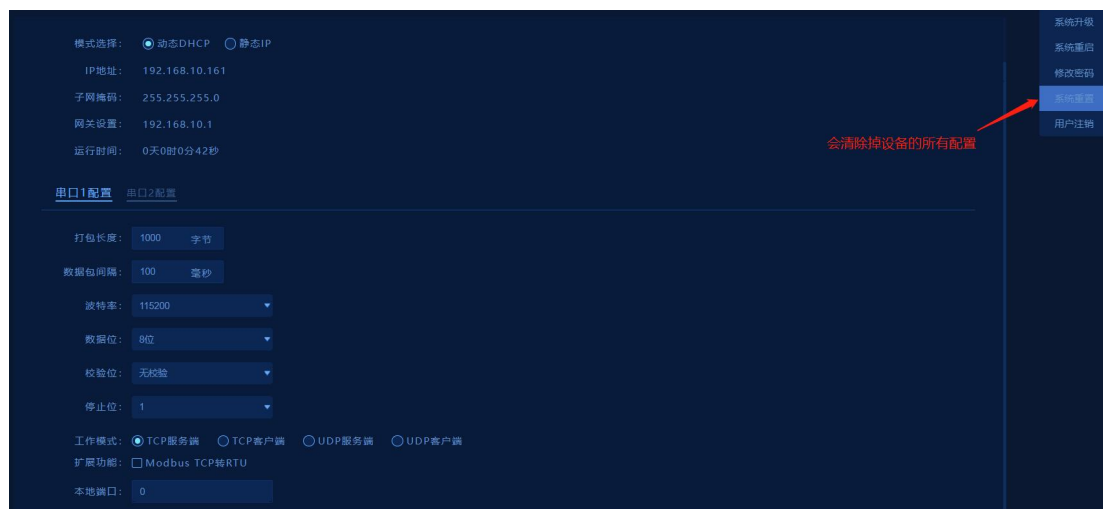 模式选择: 动态DHCP 静态IP
IP地址: 192.168.10.161
子网掩码: 255.255.255.0
网关设置: 192.168.10.1
运行时间: 0天0时0分42秒
串口1配置 串口2配置
打包长度: 1000 字节
数据包间隔: 100 毫秒
波特率: 115200
数据位: 8位
校验位: 无校验
停止位: 1
工作模式: TCP服务端 TCP客户端 UDP服务端 UDP客户端
扩展功能: Modbus TCP转RTU
本地端口: 0
系统升级
系统重启
修改密码
系统重置
用户注销
会清除掉设备的所有配置